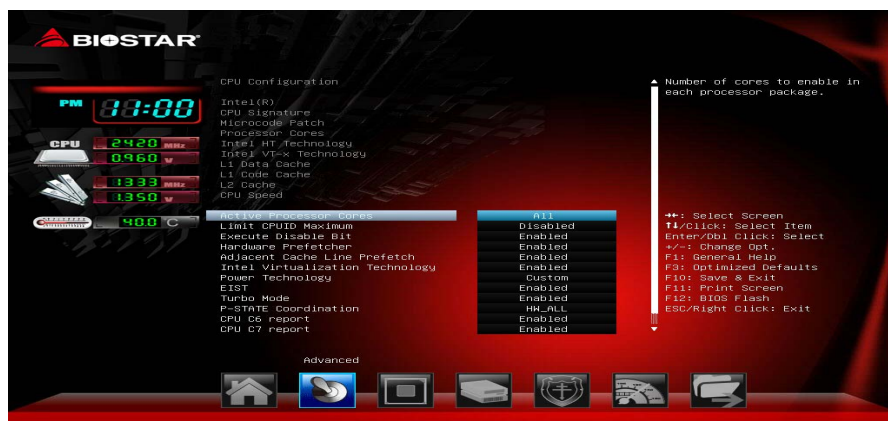 BIOSTAR
PM 11:00
CPU 2420 MHz
0.960 V
1333 MHz
1.350 V
40.0 C
CPU Configuration
Intel(R)
CPU Signature
Microcode Patch
Processor Cores
Intel HT Technology
Intel VT-x Technology
L1 Data Cache
L1 Code Cache
L2 Cache
CPU Speed
Active Processor Cores All
Limit CPUID Maximum Disabled
Execute Disable Bit Enabled
Hardware Prefetcher Enabled
Adjacent Cache Line Prefetch Enabled
Intel Virtualization Technology Enabled
Power Technology Custom
EIST Enabled
Turbo Mode Enabled
P-STATE Coordination HW_ALL
CPU C6 report Enabled
CPU C7 report Enabled
Number of cores to enable in
each processor package.
→←: Select Screen
↑↓/Click: Select Item
Enter/Dbl Click: Select
+/-: Change Opt.
F1: General Help
F3: Optimized Defaults
F10: Save & Exit
F11: Print Screen
F12: BIOS Flash
ESC/Right Click: Exit
Advanced